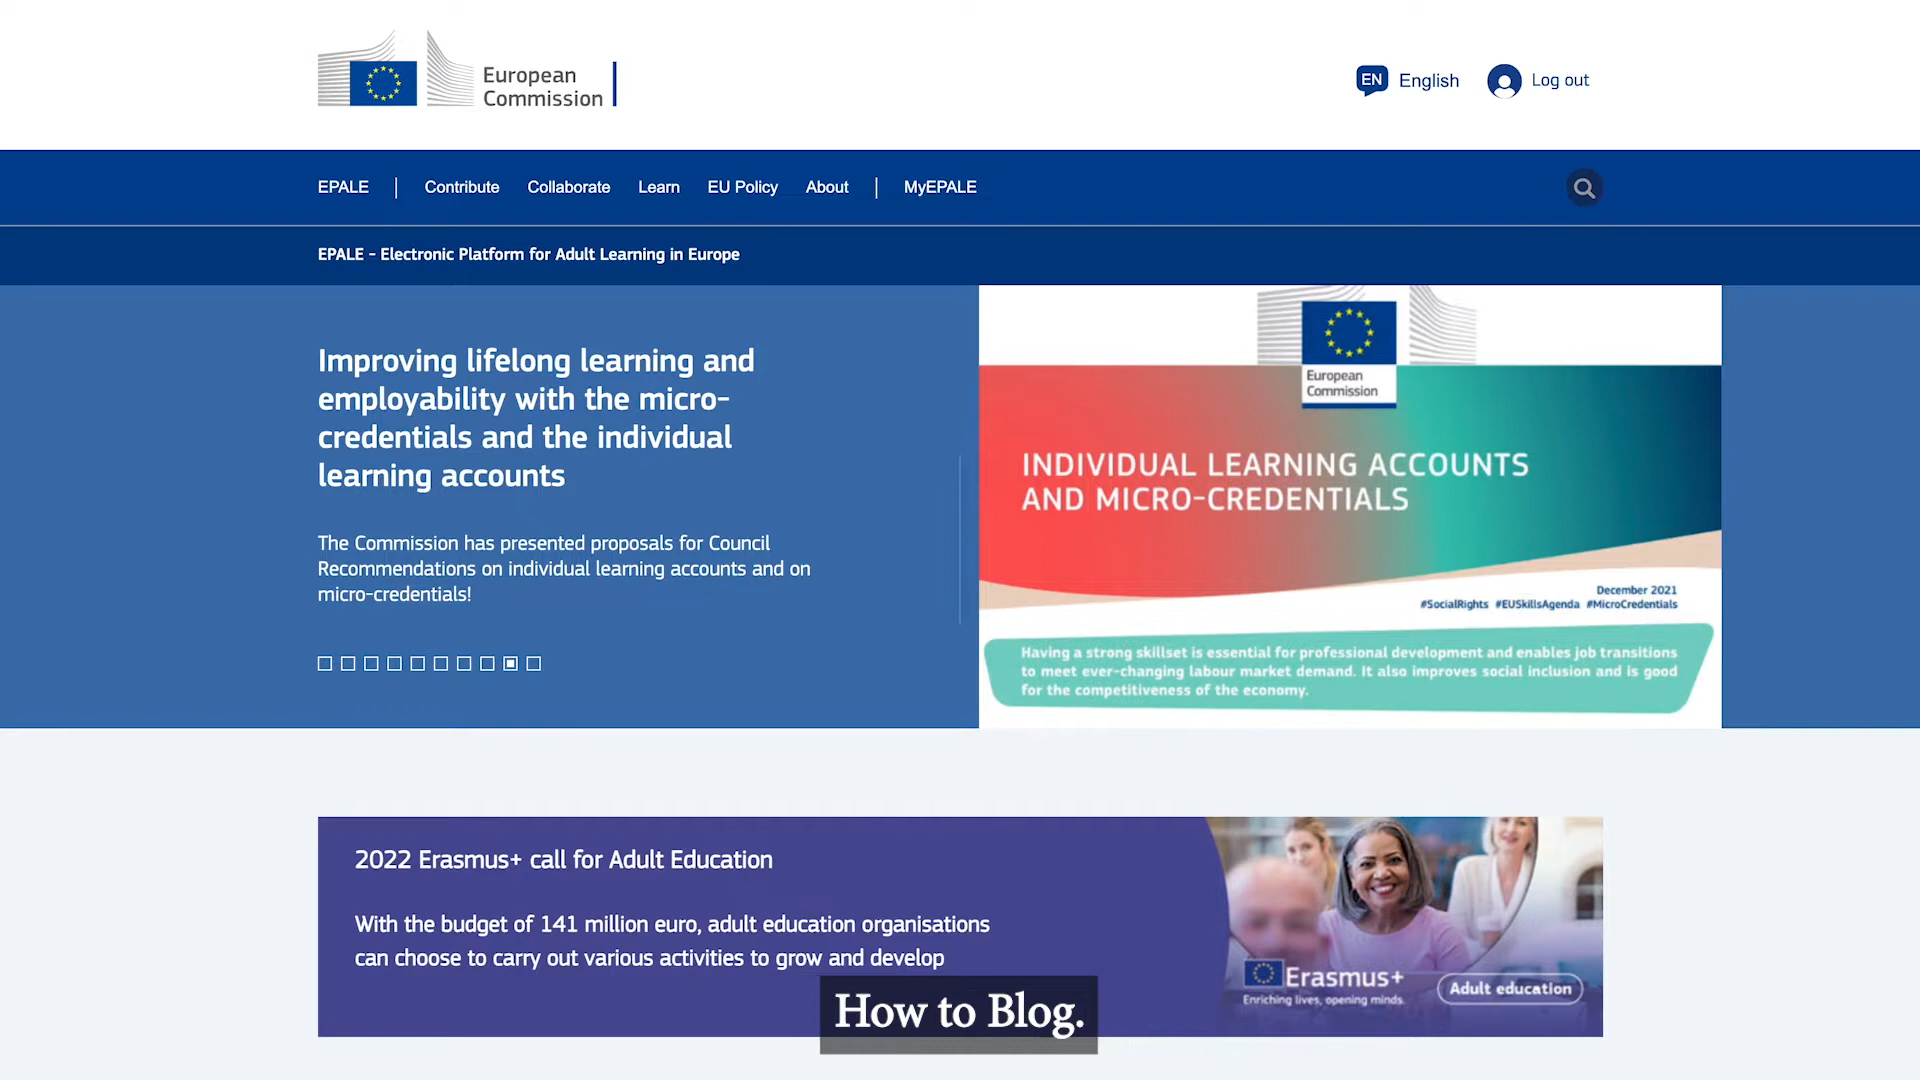 European
Commission
EN English
Log out
EPALE
Contribute
Collaborate
Learn
EU Policy
About
MyEPALE
EPALE - Electronic Platform for Adult Learning in Europe
Improving lifelong learning and
employability with the micro-
credentials and the individual
learning accounts
The Commission has presented proposals for Council
Recommendations on individual learning accounts and on
micro-credentials!
European
Commission
INDIVIDUAL LEARNING ACCOUNTS
AND MICRO-CREDENTIALS
December 2021
#SocialRights #EUSkillsAgenda #MicroCredentials
Having a strong skillset is essential for professional development and enables job transitions
to meet ever-changing labour market demand. It also improves social inclusion and is good
for the competitiveness of the economy.
2022 Erasmus+ call for Adult Education
With the budget of 141 million euro, adult education organisations
can choose to carry out various activities to grow and develop
Erasmus+
Enriching lives, opening minds.
Adult education
How to Blog.